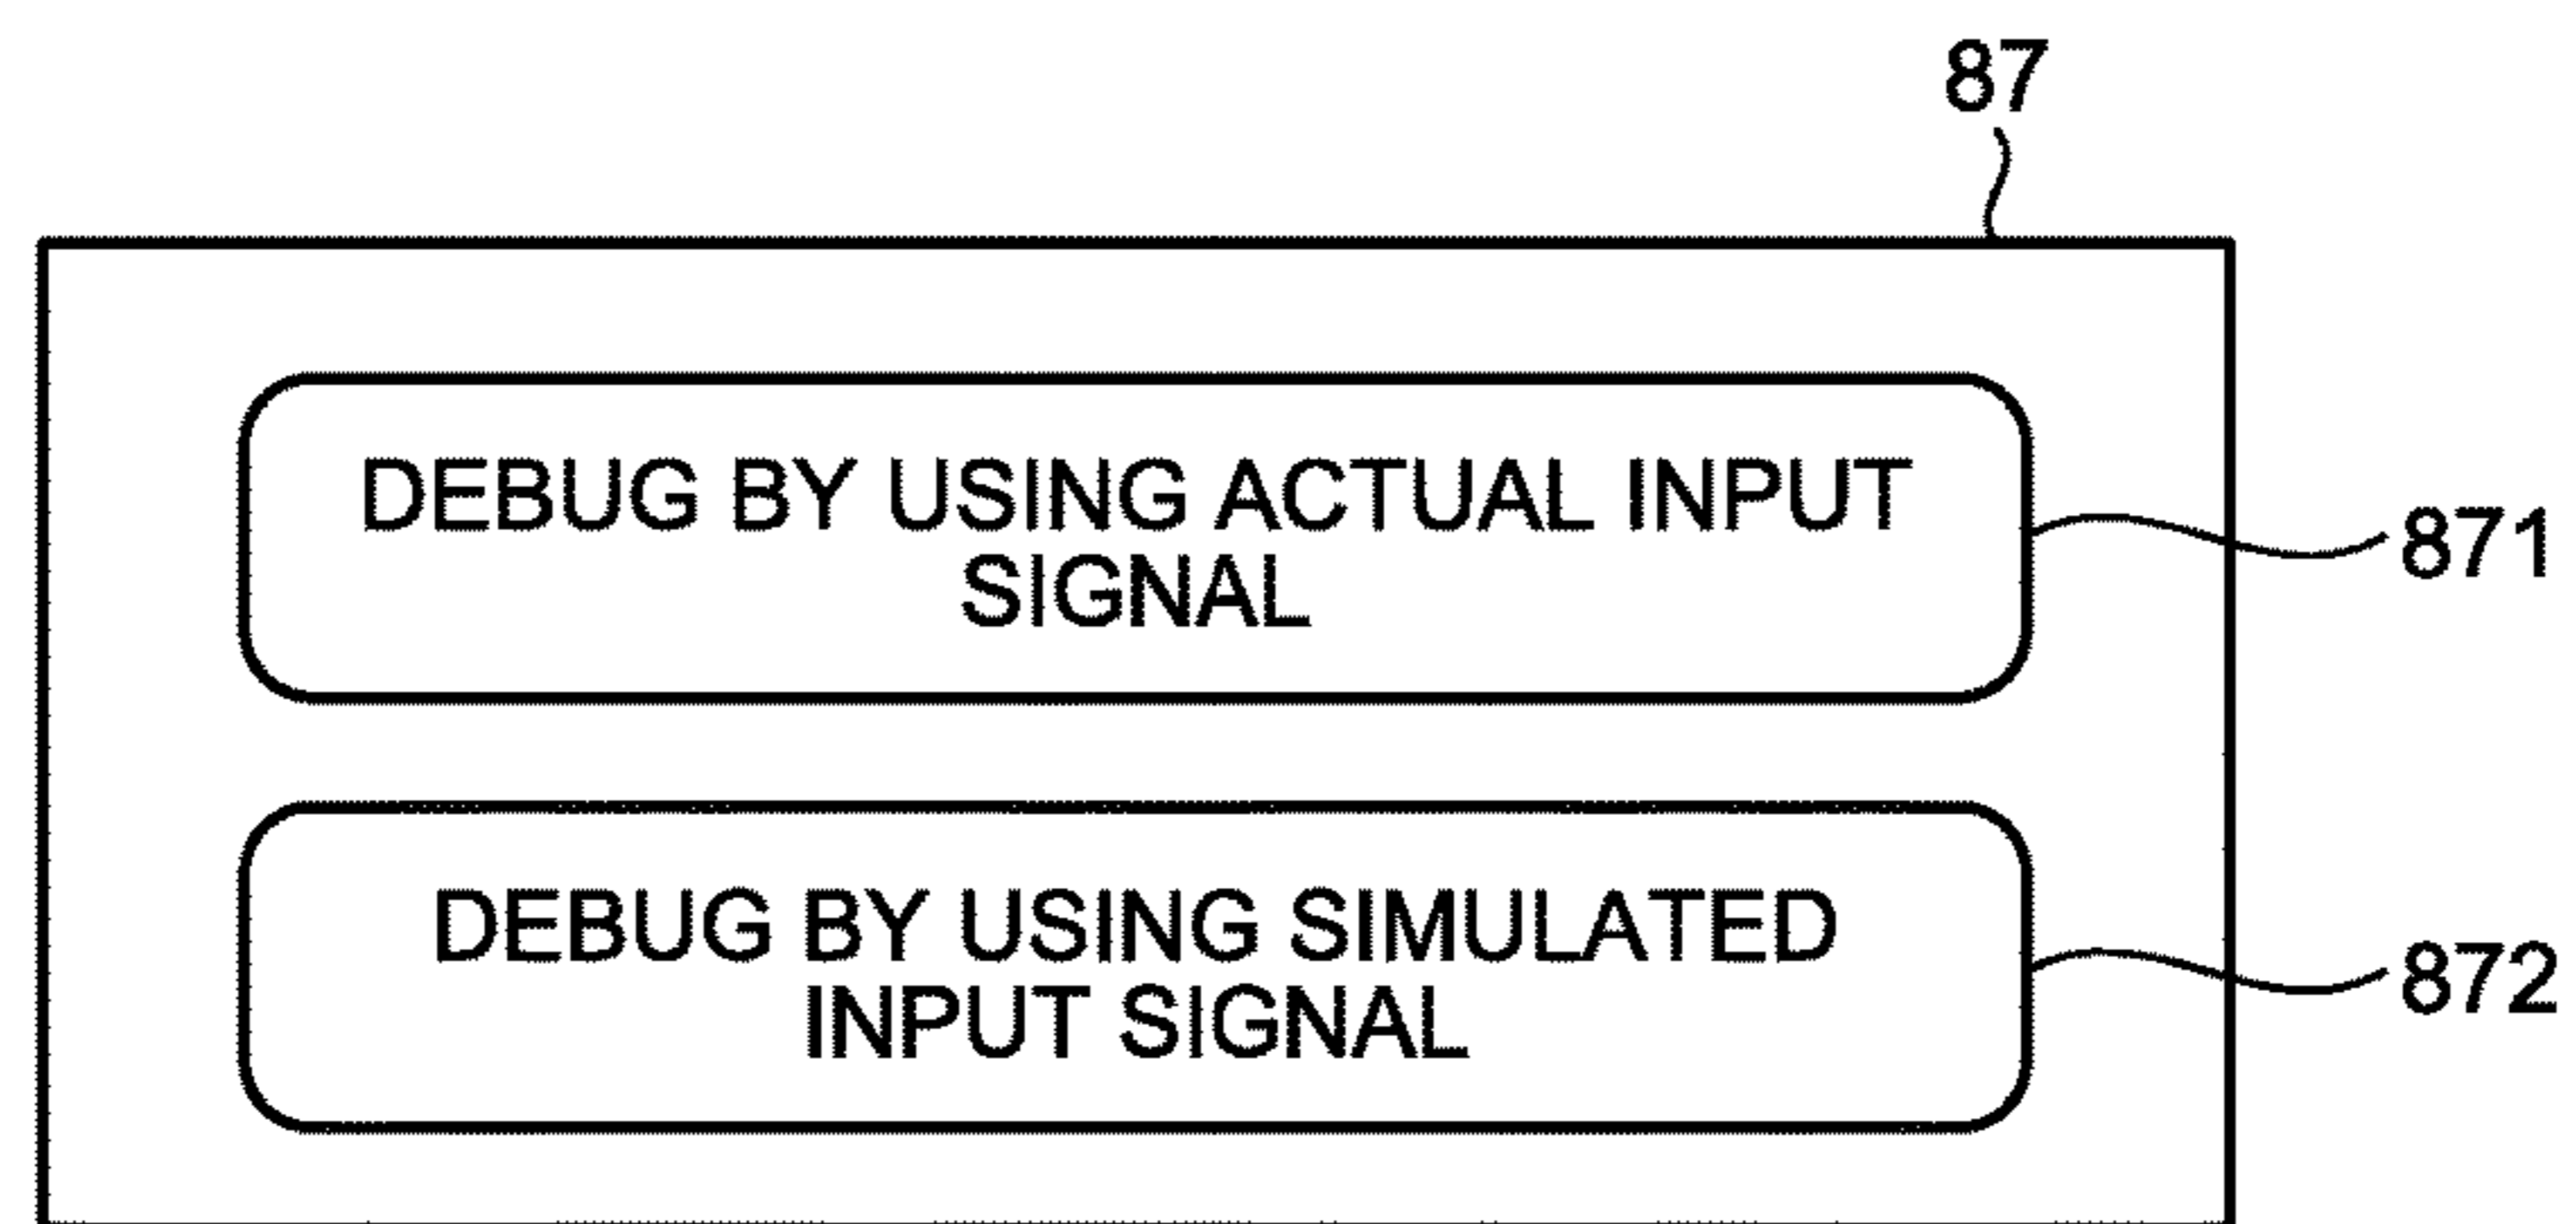 87
DEBUG BY USING ACTUAL INPUT
SIGNAL
871
DEBUG BY USING SIMULATED
INPUT SIGNAL
872